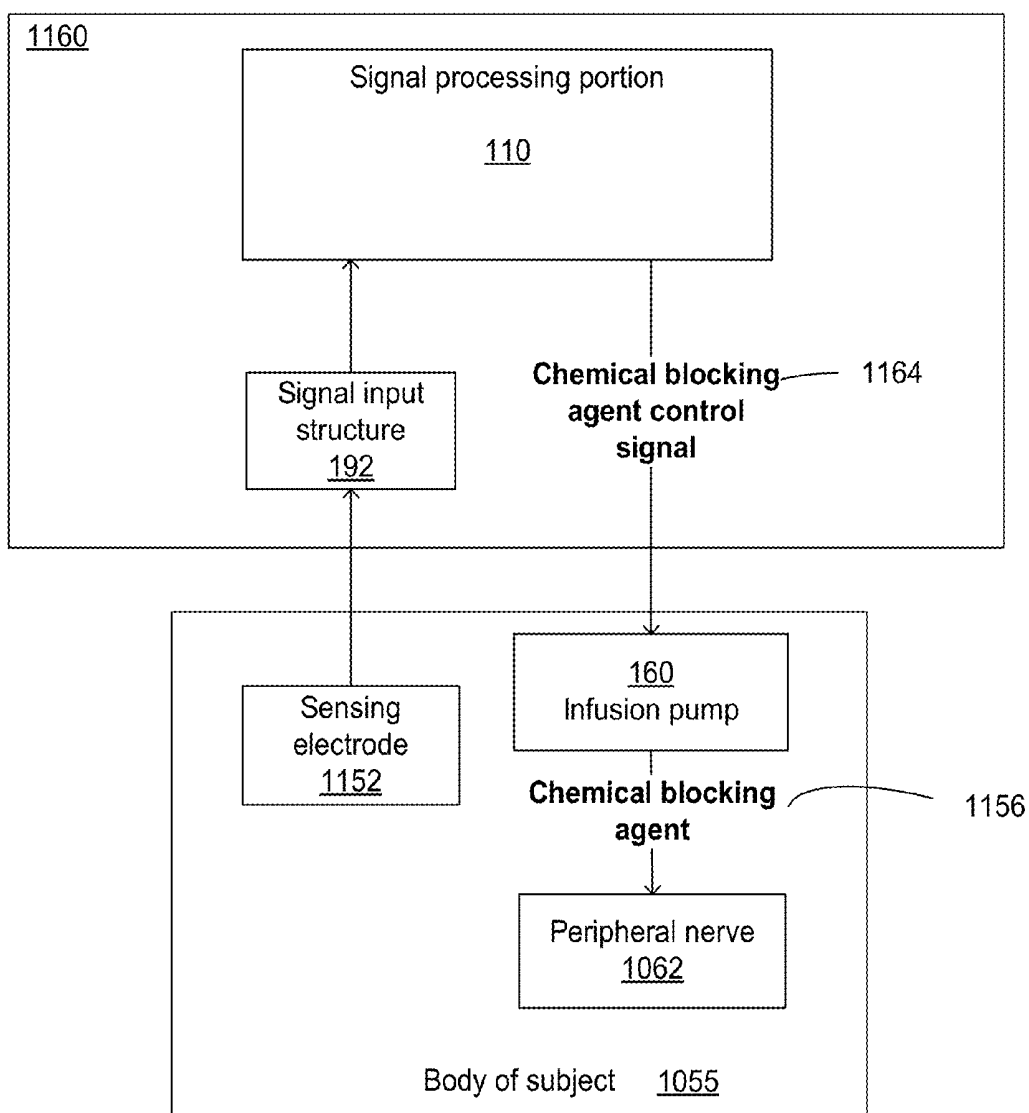 1160
Signal processing portion
110
Chemical blocking
agent control
signal
1164
Signal input
structure
192
160
Infusion pump
Sensing
electrode
1152
Chemical blocking
agent
1156
Peripheral nerve
1062
Body of subject 1055